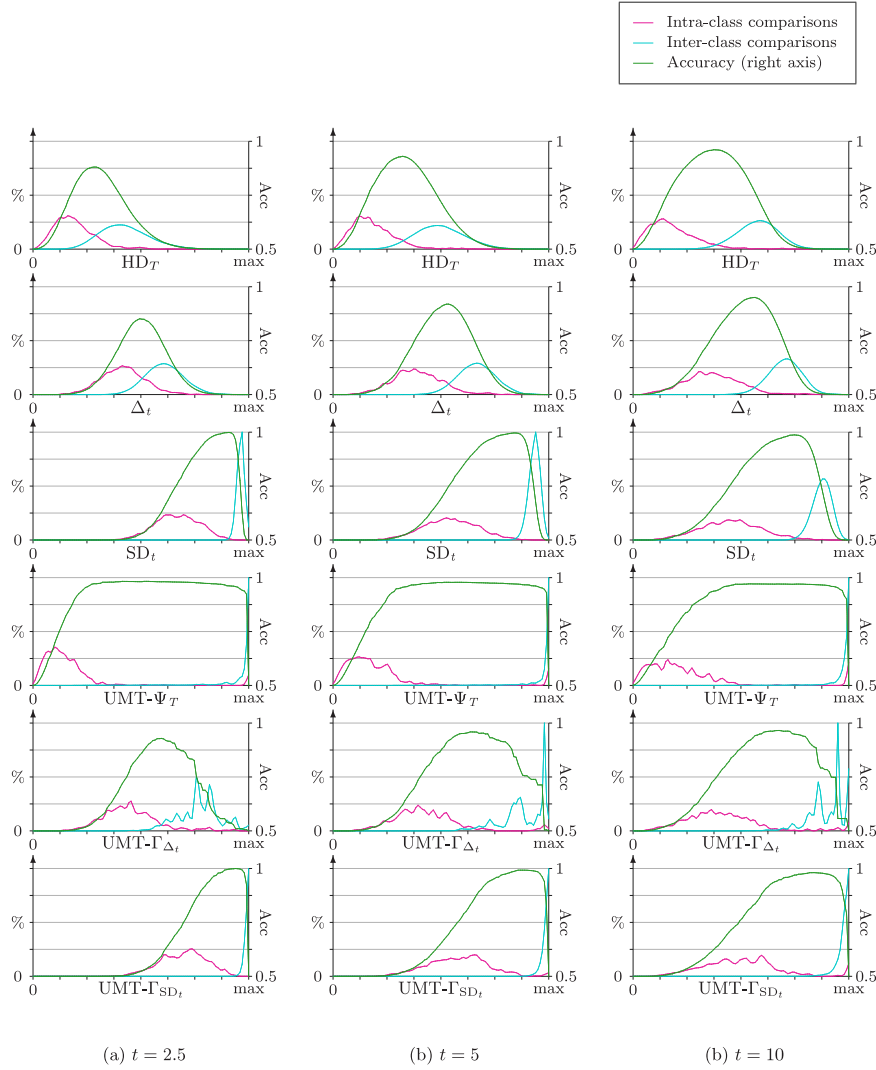 Intra-class comparisons
Inter-class comparisons
Accuracy (right axis)
% 0 HD_T max 1 Acc 0.5
% 0 HD_T max 1 Acc 0.5
% 0 HD_T max 1 Acc 0.5
% 0 0 Δ_t max 1 Acc 0.5
% 0 0 Δ_t max 1 Acc 0.5
% 0 0 Δ_t max 1 Acc 0.5
% 0 0 SD_t max 1 Acc 0.5
% 0 0 SD_t max 1 Acc 0.5
% 0 0 SD_t max 1 Acc 0.5
% 0 0 UMT-Ψ_T max 1 Acc 0.5
% 0 0 UMT-Ψ_T max 1 Acc 0.5
% 0 0 UMT-Ψ_T max 1 Acc 0.5
% 0 0 UMT-Γ_Δt max 1 Acc 0.5
% 0 0 UMT-Γ_Δt max 1 Acc 0.5
% 0 0 UMT-Γ_Δt max 1 Acc 0.5
% 0 0 UMT-Γ_SDt max 1 Acc 0.5
% 0 0 UMT-Γ_SDt max 1 Acc 0.5
% 0 0 UMT-Γ_SDt max 1 Acc 0.5
(a) t = 2.5
(b) t = 5
(b) t = 10